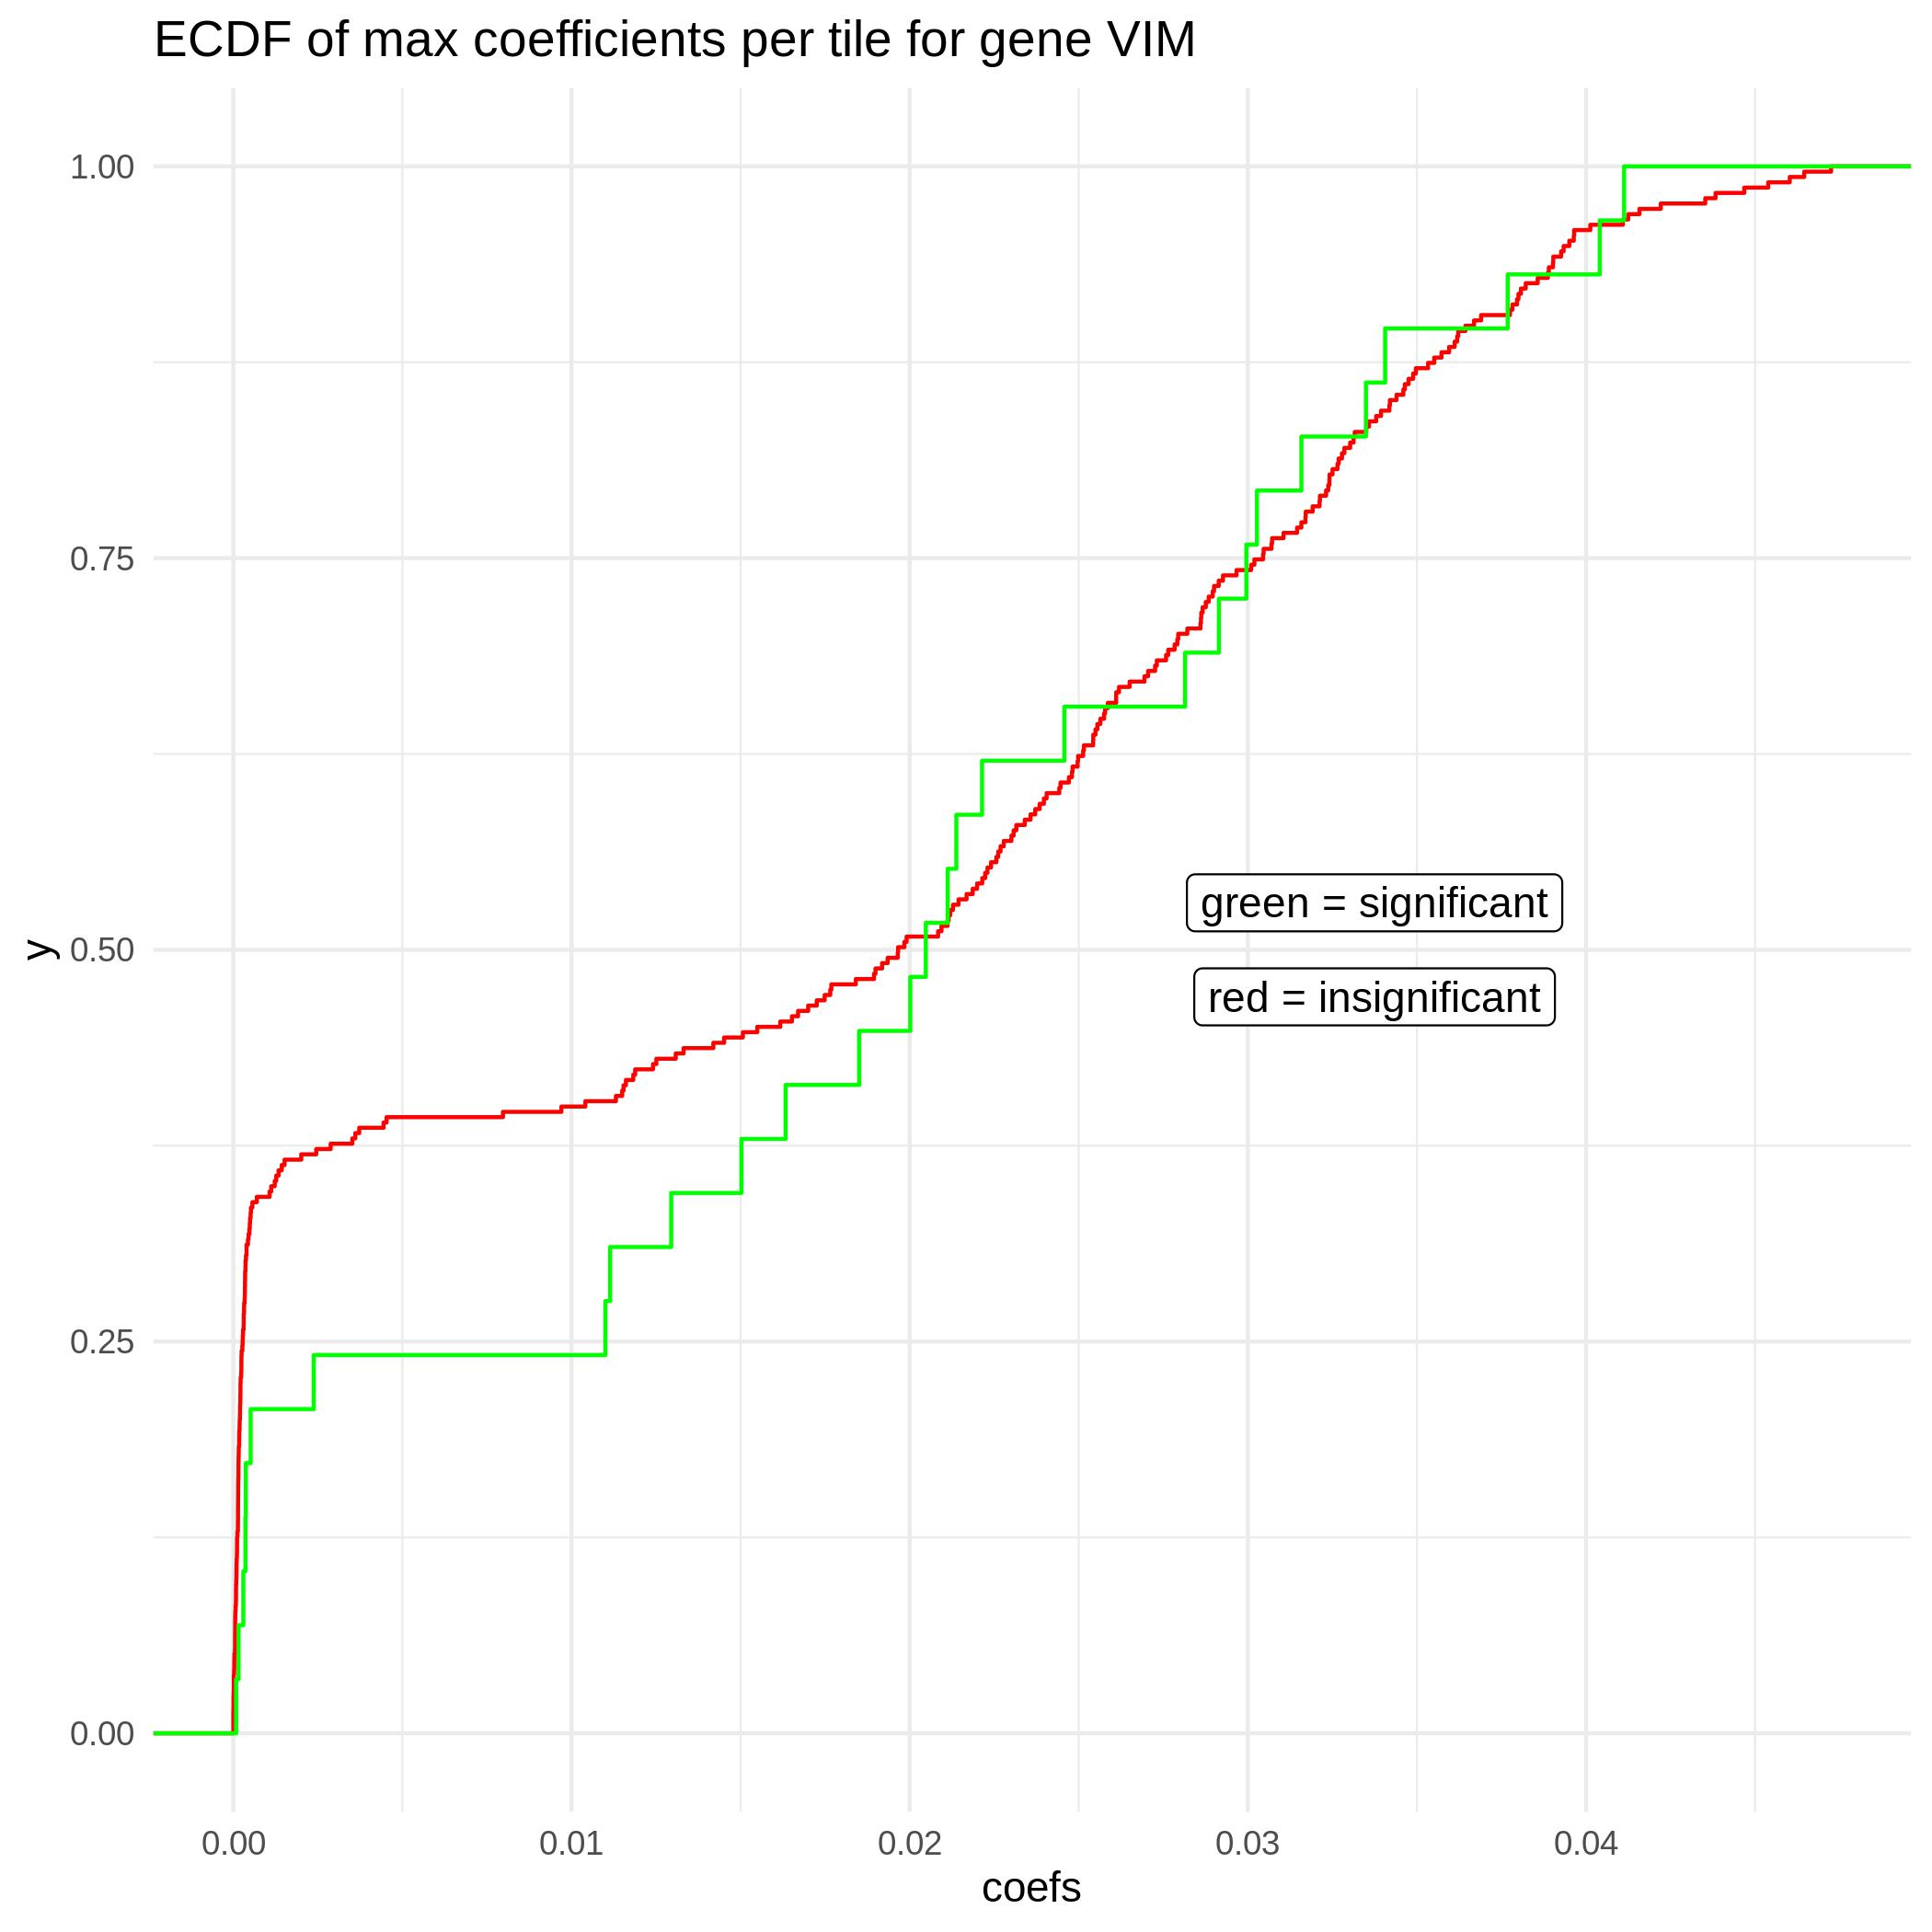 ECDF of max coefficients per tile for gene VIM
1.00
0.75
0.50
0.25
0.00
y
green = significant
red = insignificant
0.00 0.01 0.02 0.03 0.04
coefs